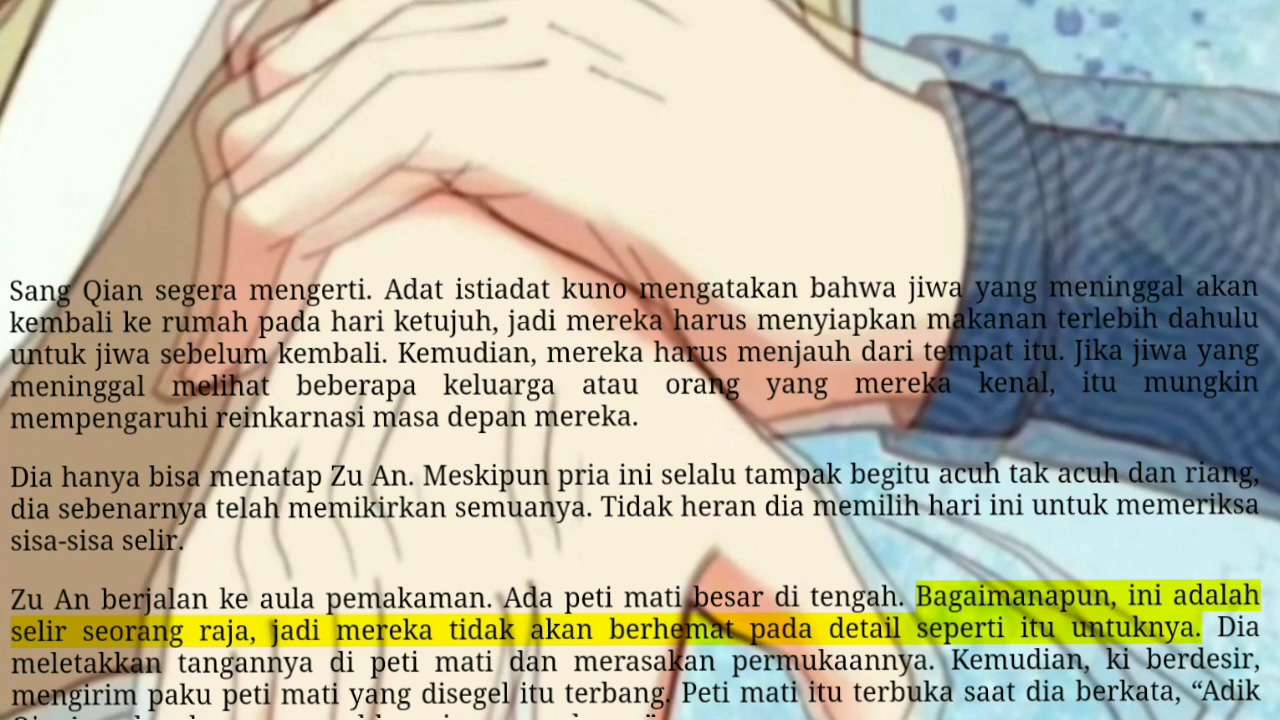 Sang Qian segera mengerti. Adat istiadat kuno mengatakan bahwa jiwa yang meninggal akan
kembali ke rumah pada hari ketujuh, jadi mereka harus menyiapkan makanan terlebih dahulu
untuk jiwa sebelum kembali. Kemudian, mereka harus menjauh dari tempat itu. Jika jiwa yang
meninggal melihat beberapa keluarga atau orang yang mereka kenal, itu mungkin
mempengaruhi reinkarnasi masa depan mereka.
Dia hanya bisa menatap Zu An. Meskipun pria ini selalu tampak begitu acuh tak acuh dan riang,
dia sebenarnya telah memikirkan semuanya. Tidak heran dia memilih hari ini untuk memeriksa
sisa-sisa selir.
Zu An berjalan ke aula pemakaman. Ada peti mati besar di tengah. Bagaimanapun, ini adalah
selir seorang raja, jadi mereka tidak akan berhemat pada detail seperti itu untuknya. Dia
meletakkan tangannya di peti mati dan merasakan permukaannya. Kemudian, ki berdesir,
mengirim paku peti mati yang disegel itu terbang. Peti mati itu terbuka saat dia berkata, “Adik